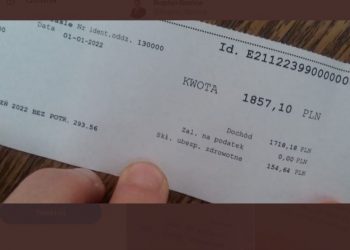 Nr ident.oddz. 130000
Data 01-01-2022
Id. E21122399000000
KWOTA 1857,10 PLN
Dochód 1718,18 PLN
Zal. na podatek 0,00 PLN
Skł. ubezp. zdrowotne 154,64 PLN
2022 BEZ POTR. 293.56